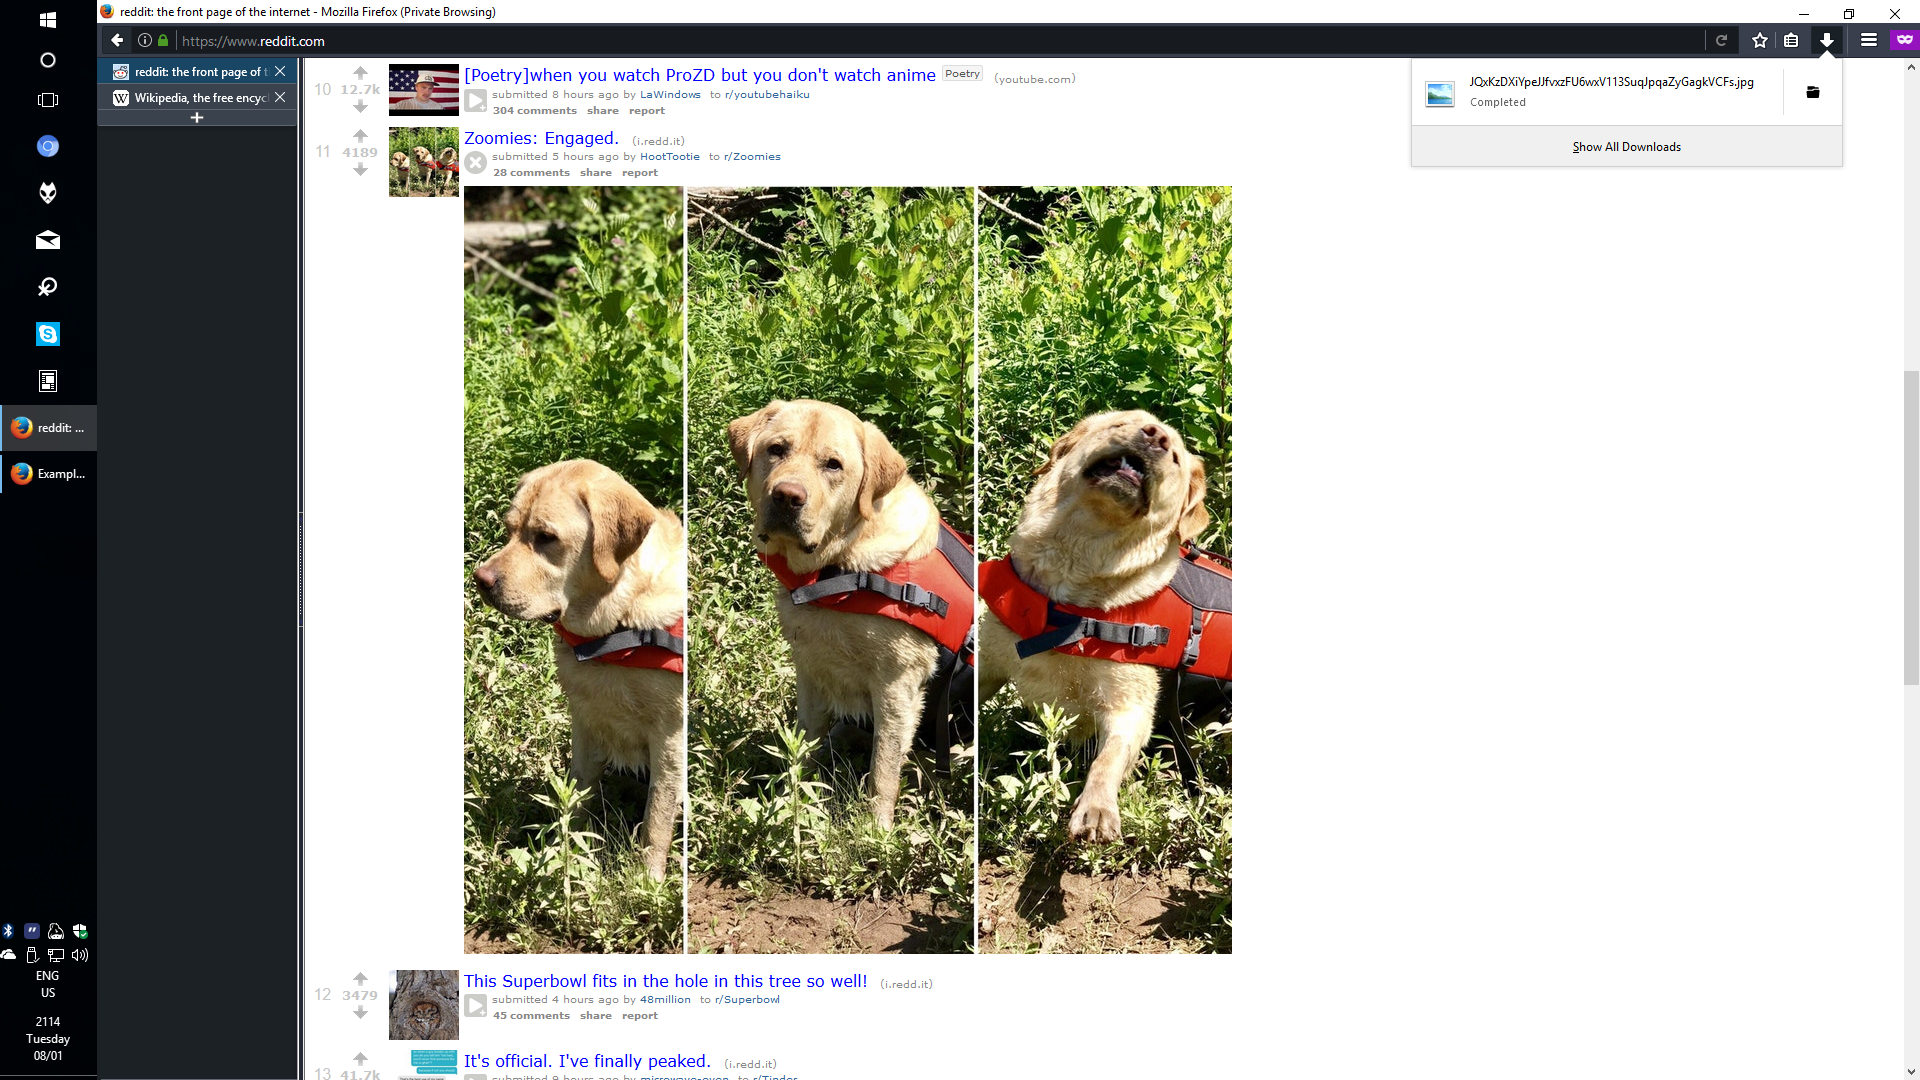 reddit: the front page of the internet - Mozilla Firefox (Private Browsing)
https://www.reddit.com
reddit: the front page of t
Wikipedia, the free encyc
JQxKzDXiYpeJJfvxzFU6wxV113SuqJpqaZyGagkVCFs.jpg
Completed
Show All Downloads
10 12.7k [Poetry]when you watch ProZD but you don't watch anime Poetry (youtube.com)
submitted 8 hours ago by LaWindows to r/youtubehaiku
304 comments share report
11 4189 Zoomies: Engaged. (i.redd.it)
submitted 5 hours ago by HootTootie to r/Zoomies
28 comments share report
reddit: ...
Exampl...
12 3479 This Superbowl fits in the hole in this tree so well! (i.redd.it)
submitted 4 hours ago by 48million to r/Superbowl
45 comments share report
13 41.7k It's official. I've finally peaked. (i.redd.it)
submitted 9 hours ago by microwave-oven to r/Tinder
ENG
US
2114
Tuesday
08/01